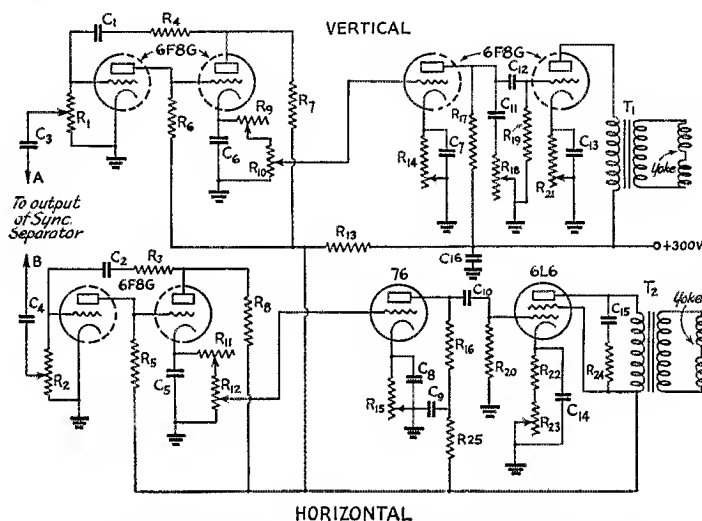 VERTICAL
C1
R4
6F8G
6F8G
C12
R1
C3
A
R6
R9
R7
C6
R10
R17
C11
R19
C7
R14
R18
R21
C13
T1
Yoke
To output
of Sync.
Separator
B
R13
+300V
C16
C2
R3
6F8G
C4
R2
R5
R8
R11
C5
R12
76
C10
6L6
T2
Yoke
C15
R16
R20
R24
C8
C9
R15
R22
R23
C14
R25
HORIZONTAL